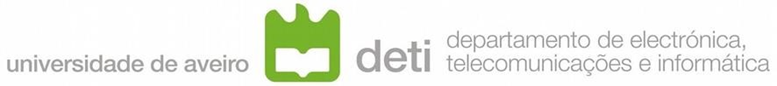 universidade de aveiro
deti
departamento de electrónica,
telecomunicações e informática